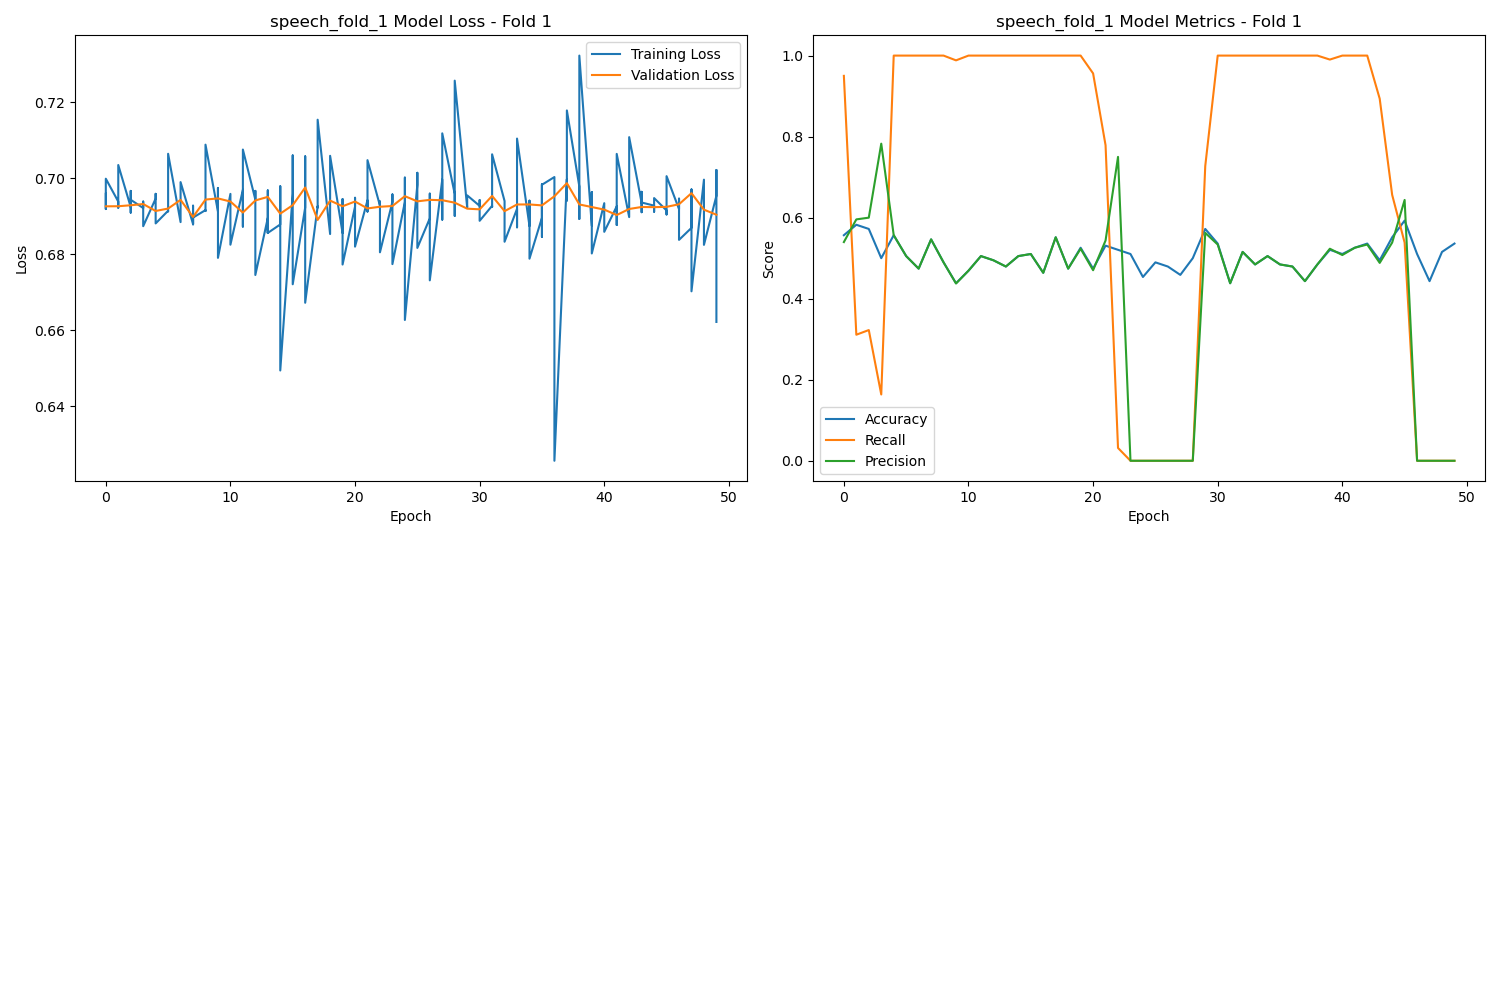 speech_fold_1 Model Loss - Fold 1
Training Loss
Validation Loss
0.72
0.70
0.68
0.66
0.64
Loss
0 10 20 30 40 50
Epoch
speech_fold_1 Model Metrics - Fold 1
1.0
0.8
0.6
0.4
0.2
0.0
Score
Accuracy
Recall
Precision
0 10 20 30 40 50
Epoch